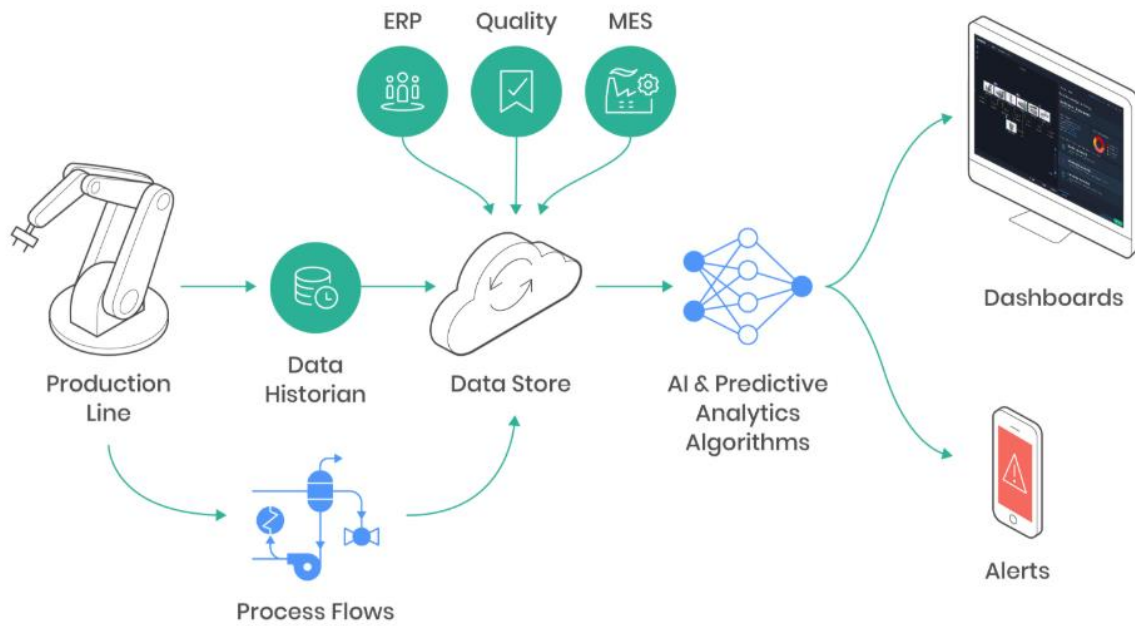 ERP
Quality
MES
Production
Line
Data
Historian
Data Store
AI & Predictive
Analytics
Algorithms
Dashboards
Process Flows
Alerts